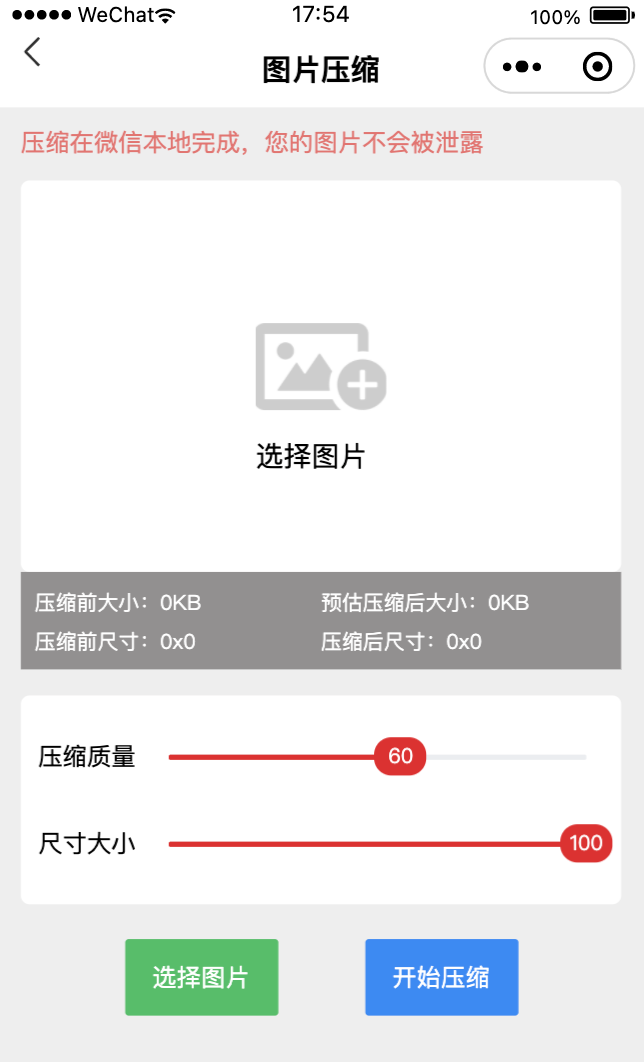 WeChat 17:54 100%
图片压缩
压缩在微信本地完成，您的图片不会被泄露
选择图片
压缩前大小：0KB 预估压缩后大小：0KB
压缩前尺寸：0x0 压缩后尺寸：0x0
压缩质量 60
尺寸大小 100
选择图片 开始压缩